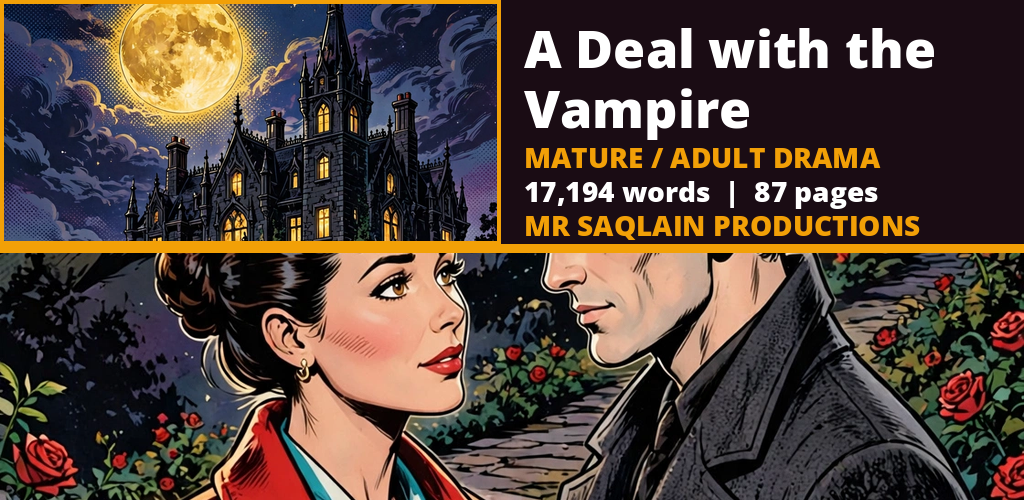 A Deal with the
Vampire
MATURE / ADULT DRAMA
17,194 words | 87 pages
MR SAQLAIN PRODUCTIONS